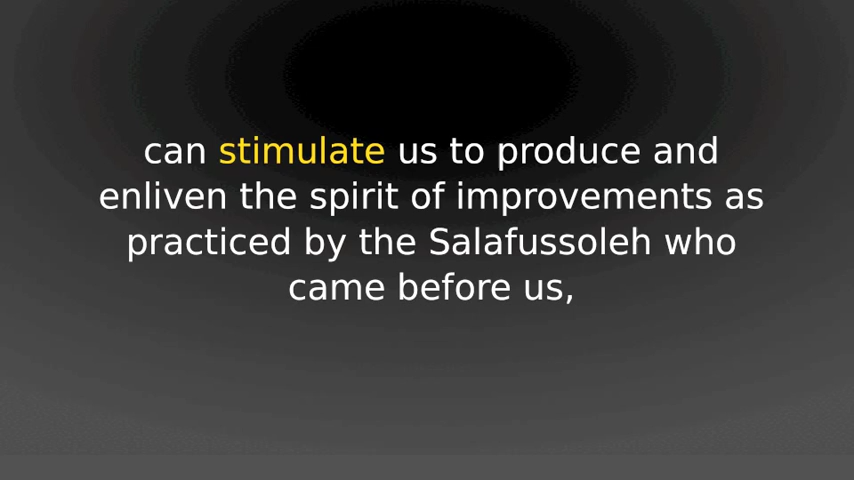 can stimulate us to produce and
enliven the spirit of improvements as
practiced by the Salafussoleh who
came before us,